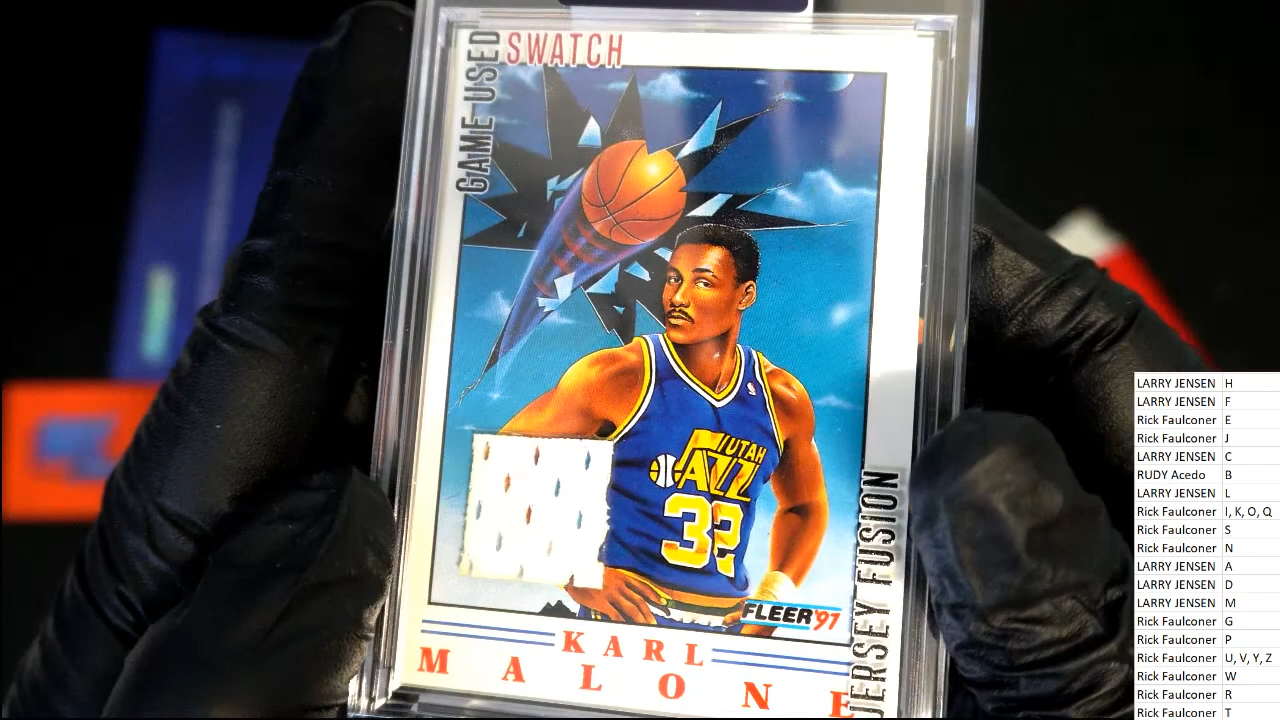 GAME-USED
SWATCH
UTAH
JAZZ
32
FLEER'97
JERSEY FUSION
KARL
MALONE
LARRY JENSEN H
LARRY JENSEN F
Rick Faulconer E
Rick Faulconer J
LARRY JENSEN C
RUDY Acedo B
LARRY JENSEN L
Rick Faulconer I, K, O, Q
Rick Faulconer S
Rick Faulconer N
LARRY JENSEN A
LARRY JENSEN D
LARRY JENSEN M
Rick Faulconer G
Rick Faulconer P
Rick Faulconer U, V, Y, Z
Rick Faulconer W
Rick Faulconer R
Rick Faulconer T